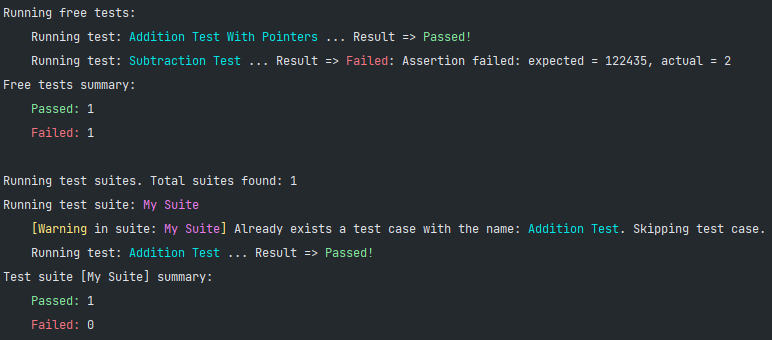 Running free tests:
Running test: Addition Test With Pointers ... Result => Passed!
Running test: Subtraction Test ... Result => Failed: Assertion failed: expected = 122435, actual = 2
Free tests summary:
Passed: 1
Failed: 1
Running test suites. Total suites found: 1
Running test suite: My Suite
[Warning in suite: My Suite] Already exists a test case with the name: Addition Test. Skipping test case.
Running test: Addition Test ... Result => Passed!
Test suite [My Suite] summary:
Passed: 1
Failed: 0